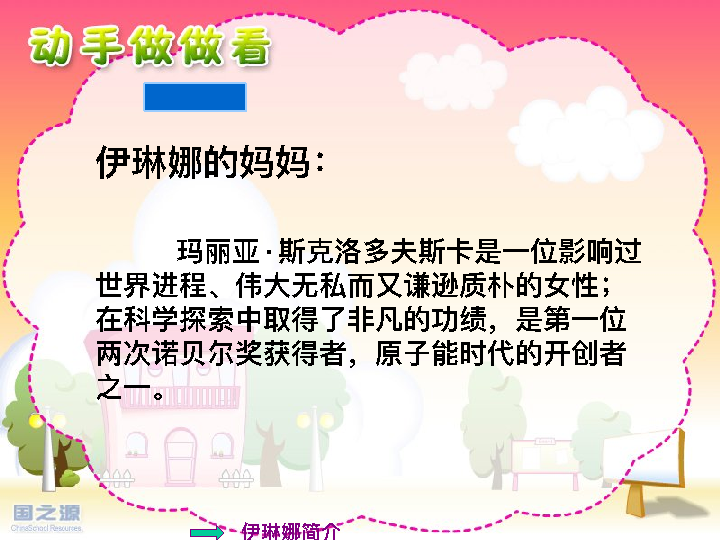 动手做做看
伊琳娜的妈妈：
玛丽亚·斯克洛多夫斯卡是一位影响过
世界进程、伟大无私而又谦逊质朴的女性；
在科学探索中取得了非凡的功绩，是第一位
两次诺贝尔奖获得者，原子能时代的开创者
之一。
国之源
ChinaSchool Resources
伊琳娜简介